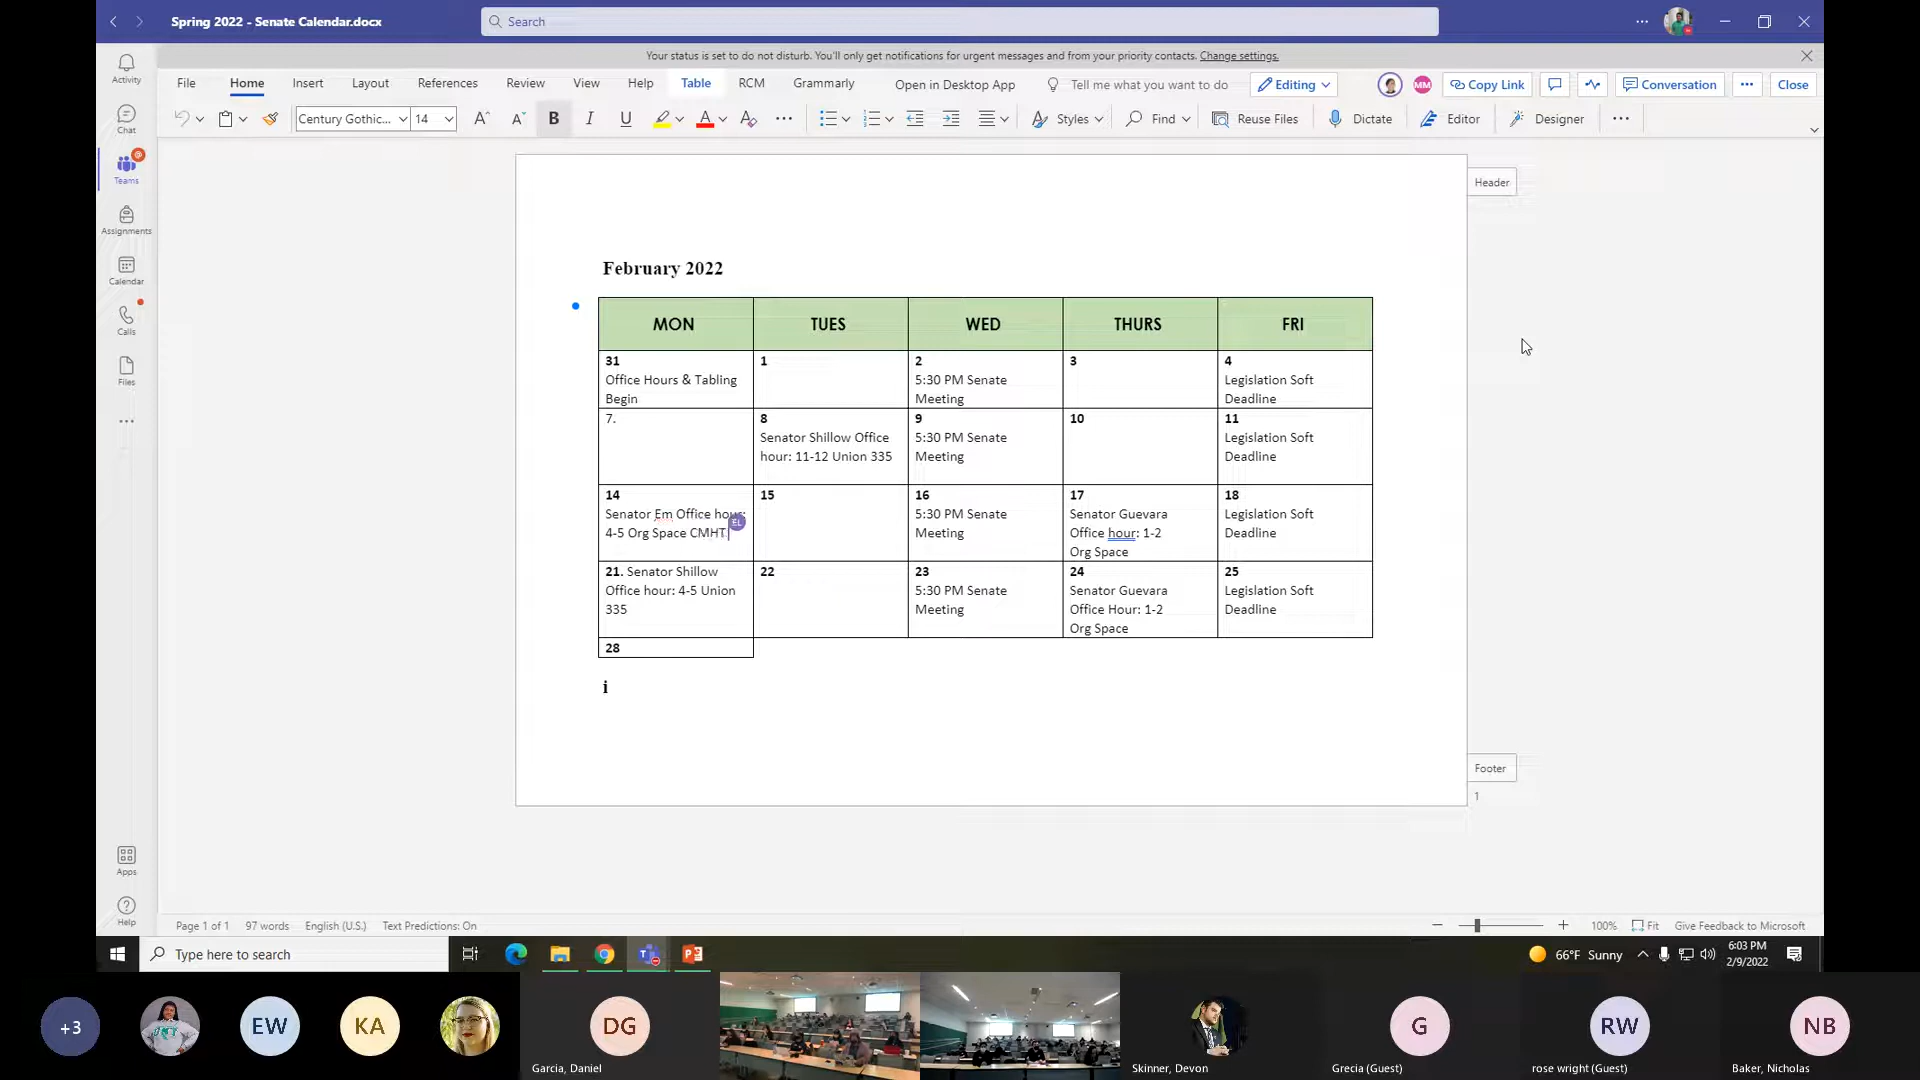 Spring 2022 - Senate Calendar.docx
Search
Your status is set to do not disturb. You'll only get notifications for urgent messages and from your priority contacts. Change settings.
File Home Insert Layout References Review View Help Table RCM Grammarly Open in Desktop App Tell me what you want to do Editing MM Copy Link Conversation Close
Century Gothic... 14 B I U A Styles Find Reuse Files Dictate Editor Designer
Activity
Chat
Teams
Assignments
Calendar
Calls
Files
Apps
Help
Header
February 2022
MON TUES WED THURS FRI
31
Office Hours & Tabling
Begin
1
2
5:30 PM Senate
Meeting
3
4
Legislation Soft
Deadline
7.
8
Senator Shillow Office
hour: 11-12 Union 335
9
5:30 PM Senate
Meeting
10
11
Legislation Soft
Deadline
14
Senator Em Office hour:
4-5 Org Space CMHT
EL
15
16
5:30 PM Senate
Meeting
17
Senator Guevara
Office hour: 1-2
Org Space
18
Legislation Soft
Deadline
21. Senator Shillow
Office hour: 4-5 Union
335
22
23
5:30 PM Senate
Meeting
24
Senator Guevara
Office Hour: 1-2
Org Space
25
Legislation Soft
Deadline
28
i
Footer
1
Page 1 of 1 97 words English (U.S.) Text Predictions: On 100% Fit Give Feedback to Microsoft
Type here to search
66°F Sunny
6:03 PM
2/9/2022
+3 EW KA DG G RW NB
Garcia, Daniel
Skinner, Devon
Grecia (Guest)
rose wright (Guest)
Baker, Nicholas